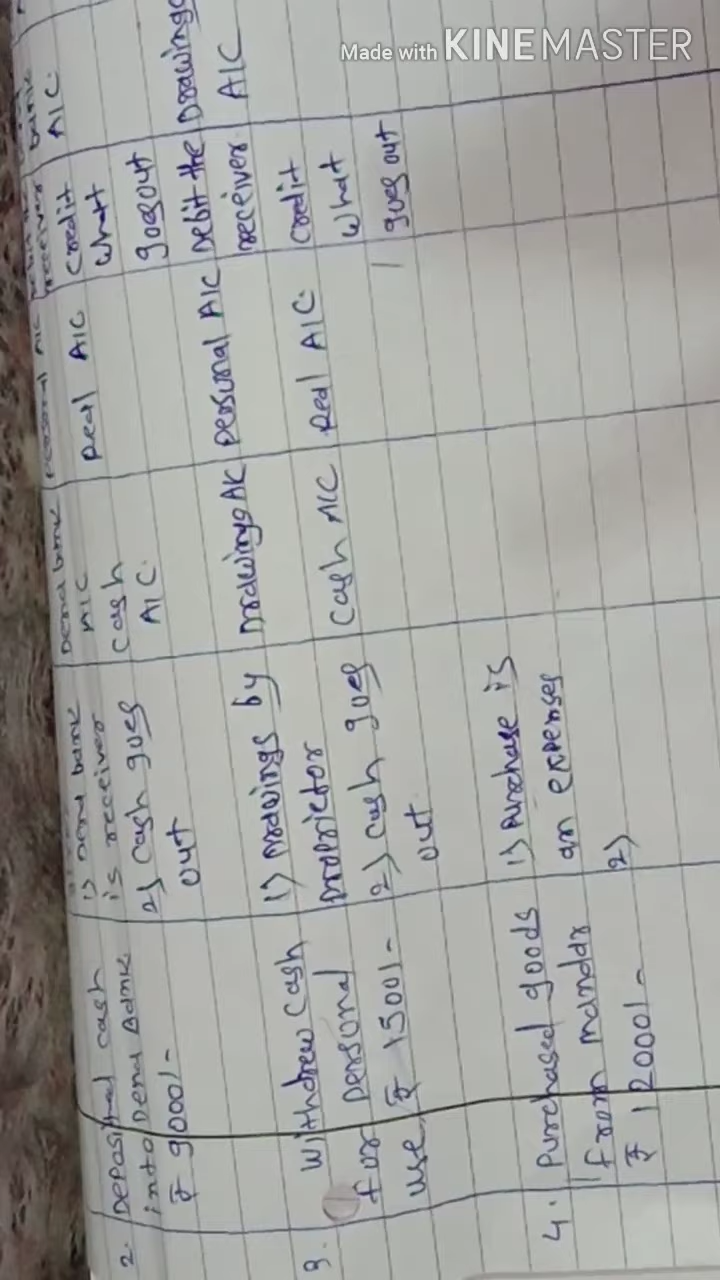 Made with KINEMASTER
2. Deposited cash
into Dena Bank
₹ 9000/-
1) Dena bank
is receiver
2) Cash goes
out
Dena bank
A/C
Cash
A/C.
Personal A/C
Real A/C
receiver
Credit
what
goes out
bank
A/C.
3. Withdrew cash
for personal
use, ₹ 1500/-
1) Drawings by
proprietor
2) Cash goes
out
Drawings A/C
Cash A/C
Personal A/C
Real A/C.
Debit the
receiver.
Credit
what
goes out
Drawings
A/C
4. Purchased goods
from mandar
₹ 12000/-
1) Purchase is
an expenses
2)